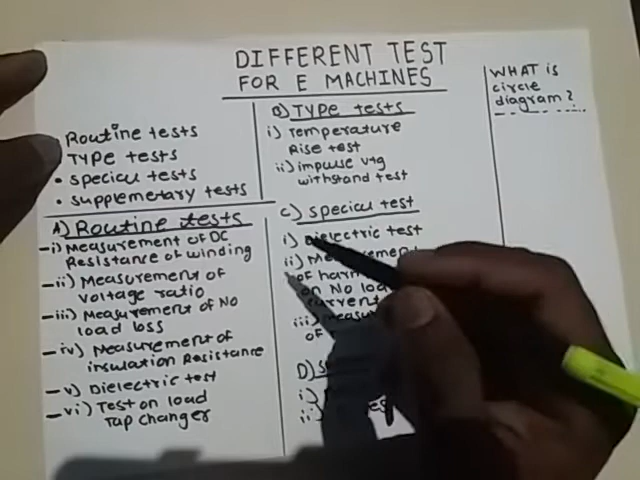 DIFFERENT TEST
FOR E MACHINES
WHAT is
circle
diagram?
Routine tests
TYPE tests
• special tests
• supplementary tests
A) Routine tests
i) Measurement of DC
Resistance of winding
ii) Measurement of
voltage ratio
iii) Measurement of No
load loss
iv) Measurement of
insulation Resistance
v) Dielectric test
vi) Test on load
Tap changer
B) TYPE tests
i) Temperature
Rise test
ii) impulse vtg
withstand test
C) special test
i) Dielectric test
ii)
of
on No
current
iii)
of
D)
i)
ii)